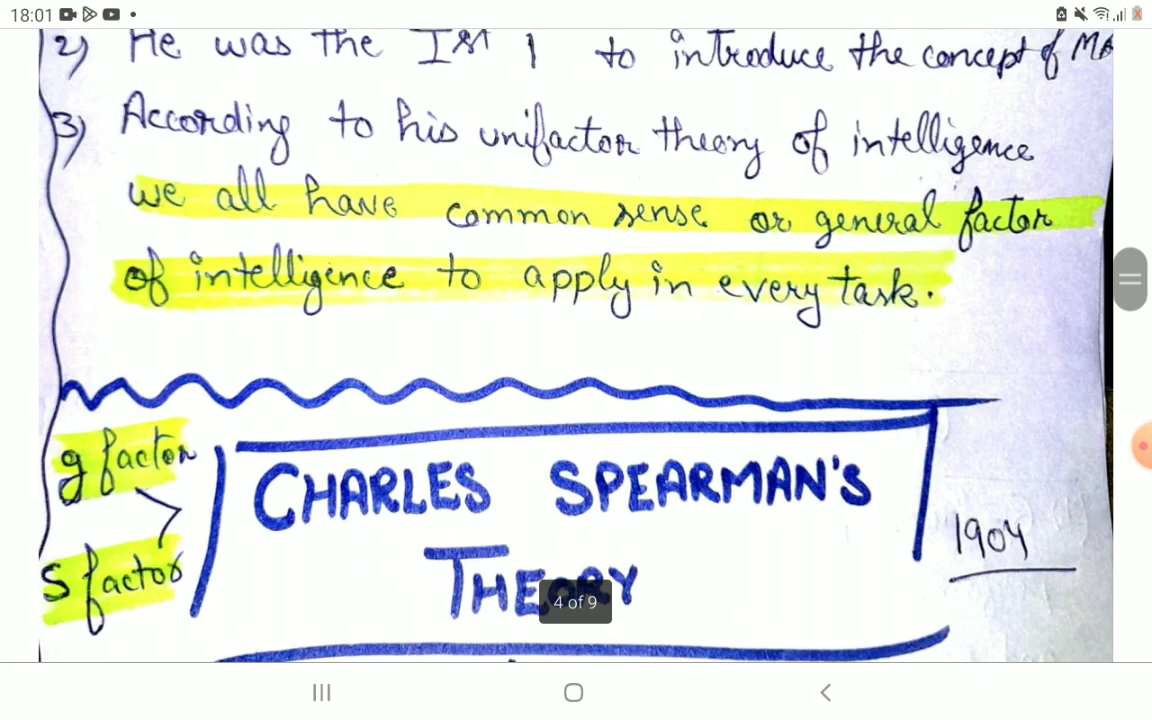 18:01
2) He was the Ist 1 to introduce the concept of MA
3) According to his unifactor theory of intelligence
we all have common sense or general factor
of intelligence to apply in every task.
g factor
CHARLES SPEARMAN'S
1904
s factor
THEORY
4 of 9